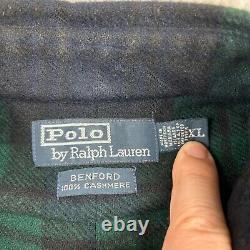 Polo
by Ralph Lauren
XL
BENFORD
100% CASHMERE